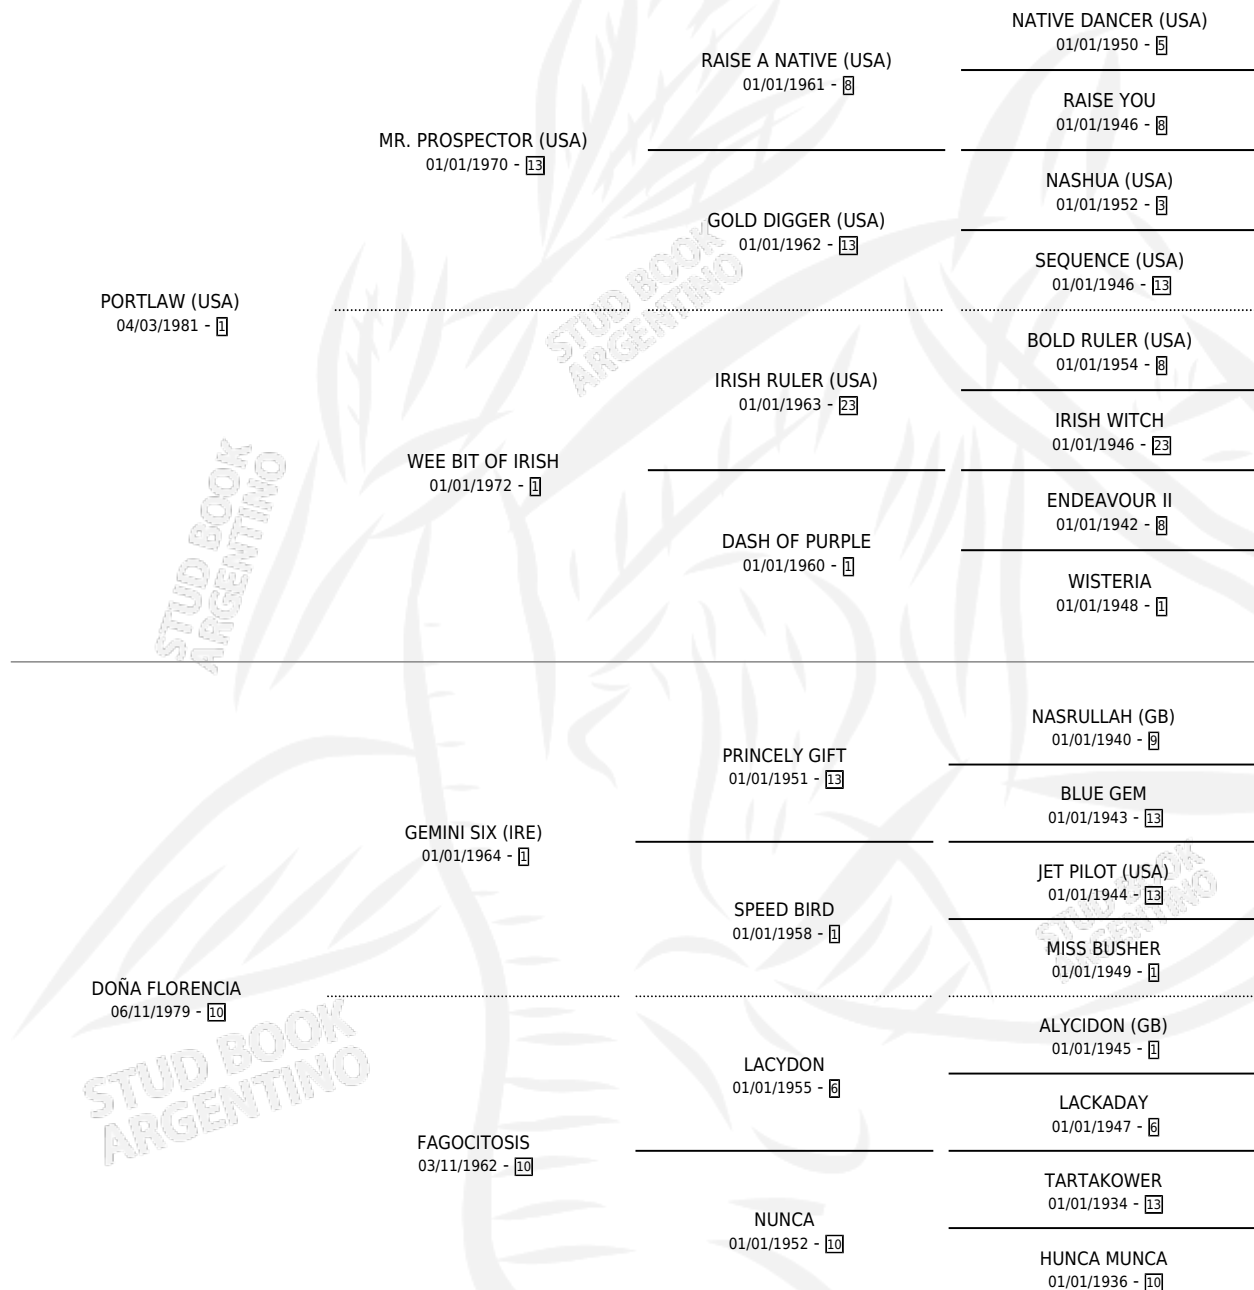 NATIVE DANCER (USA)
01/01/1950 - 5
RAISE A NATIVE (USA)
01/01/1961 - 8
RAISE YOU
01/01/1946 - 8
MR. PROSPECTOR (USA)
01/01/1970 - 13
NASHUA (USA)
01/01/1952 - 3
GOLD DIGGER (USA)
01/01/1962 - 13
SEQUENCE (USA)
01/01/1946 - 13
PORTLAW (USA)
04/03/1981 - 1
BOLD RULER (USA)
01/01/1954 - 8
IRISH RULER (USA)
01/01/1963 - 23
IRISH WITCH
01/01/1946 - 23
WEE BIT OF IRISH
01/01/1972 - 1
ENDEAVOUR II
01/01/1942 - 8
DASH OF PURPLE
01/01/1960 - 1
WISTERIA
01/01/1948 - 1
NASRULLAH (GB)
01/01/1940 - 9
PRINCELY GIFT
01/01/1951 - 13
BLUE GEM
01/01/1943 - 13
GEMINI SIX (IRE)
01/01/1964 - 1
JET PILOT (USA)
01/01/1944 - 13
SPEED BIRD
01/01/1958 - 1
MISS BUSHER
01/01/1949 - 1
DOÑA FLORENCIA
06/11/1979 - 10
ALYCIDON (GB)
01/01/1945 - 1
LACYDON
01/01/1955 - 6
LACKADAY
01/01/1947 - 6
FAGOCITOSIS
03/11/1962 - 10
TARTAKOWER
01/01/1934 - 13
NUNCA
01/01/1952 - 10
HUNCA MUNCA
01/01/1936 - 10
STUD BOOK
ARGENTINO
STUD BOOK
ARGENTINO
STUD BOOK
ARGENTINO
STUD BOOK
ARGENTINO